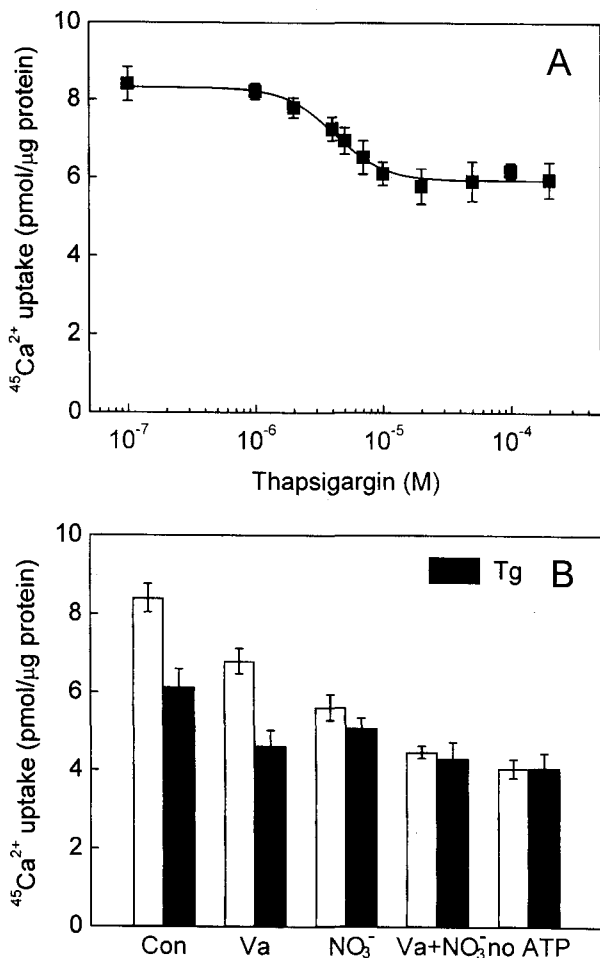 10
8
6
4
2
0
A
⁴⁵Ca²⁺ uptake (pmol/μg protein)
10⁻⁷ 10⁻⁶ 10⁻⁵ 10⁻⁴
Thapsigargin (M)
10
8
6
4
2
0
Tg B
⁴⁵Ca²⁺ uptake (pmol/μg protein)
Con Va NO₃⁻ Va+NO₃⁻ no ATP